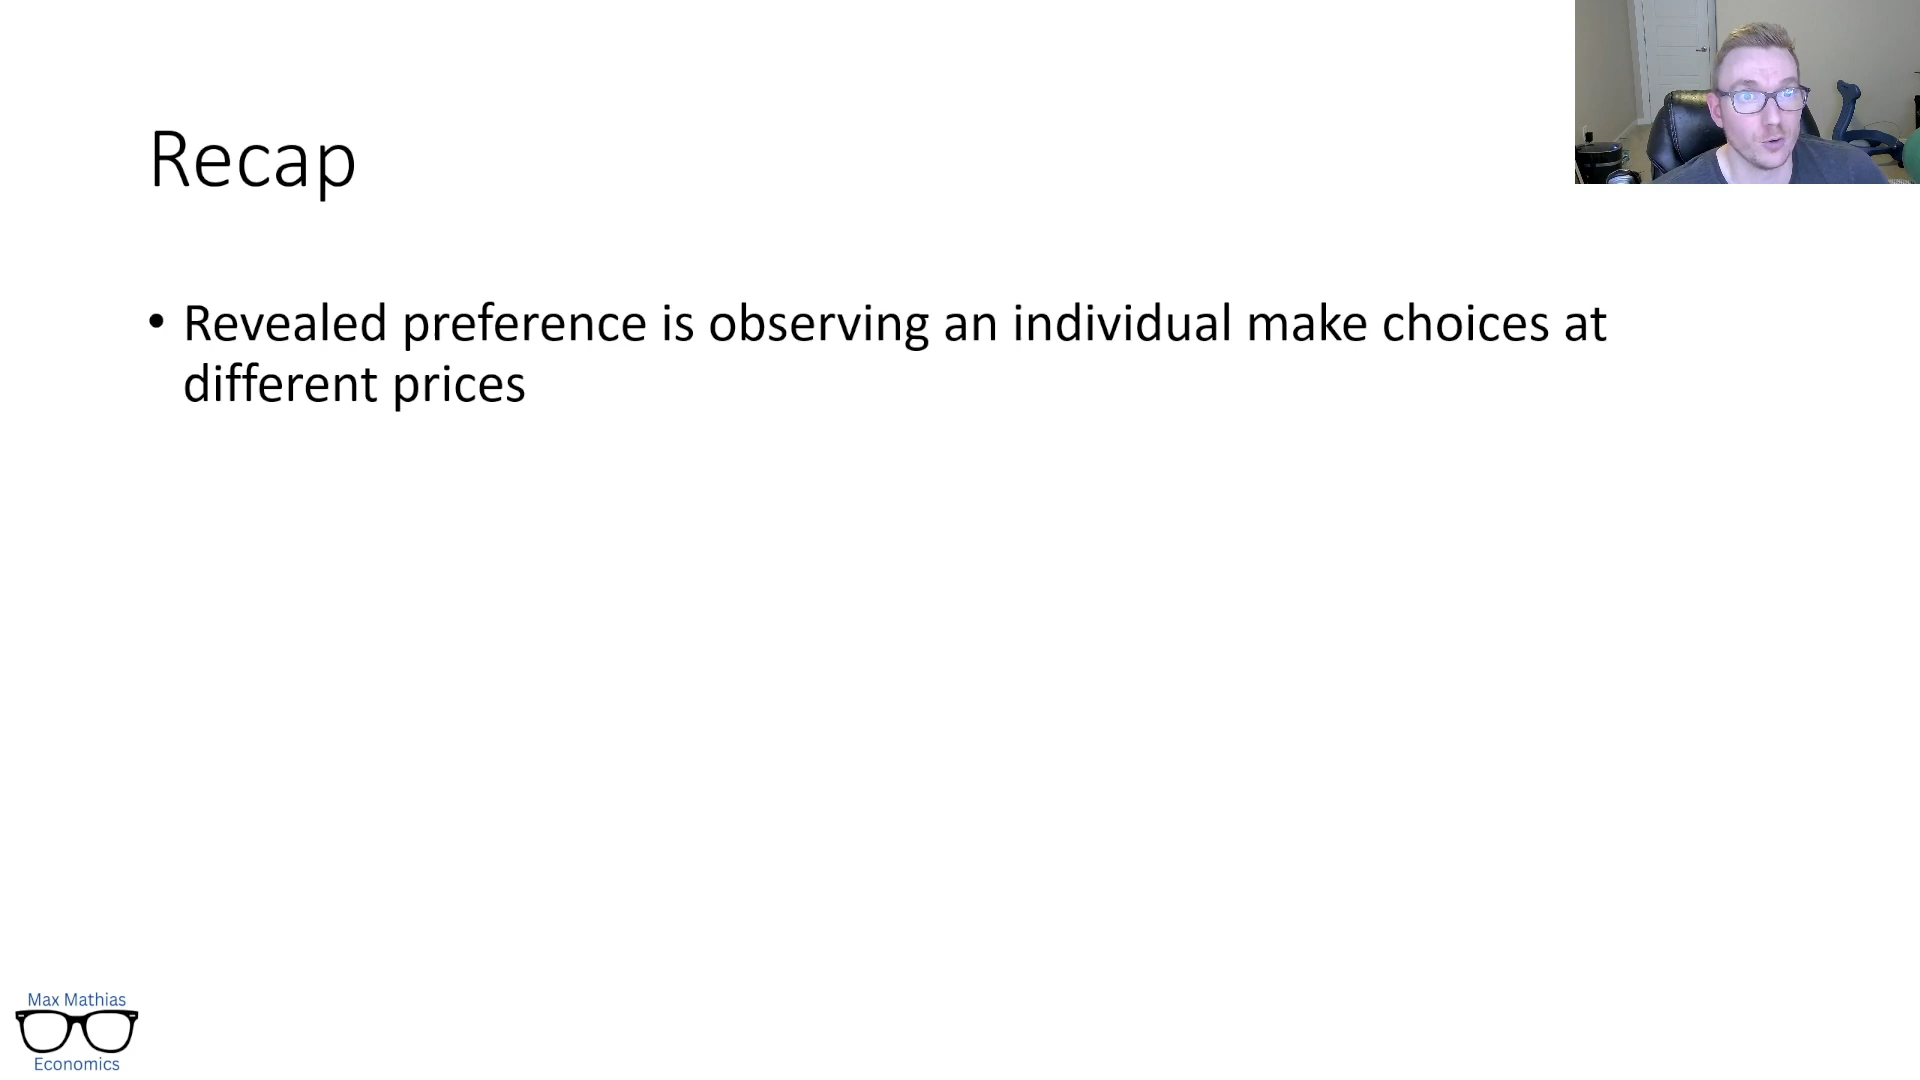 Recap
• Revealed preference is observing an individual make choices at
different prices
Max Mathias
Economics